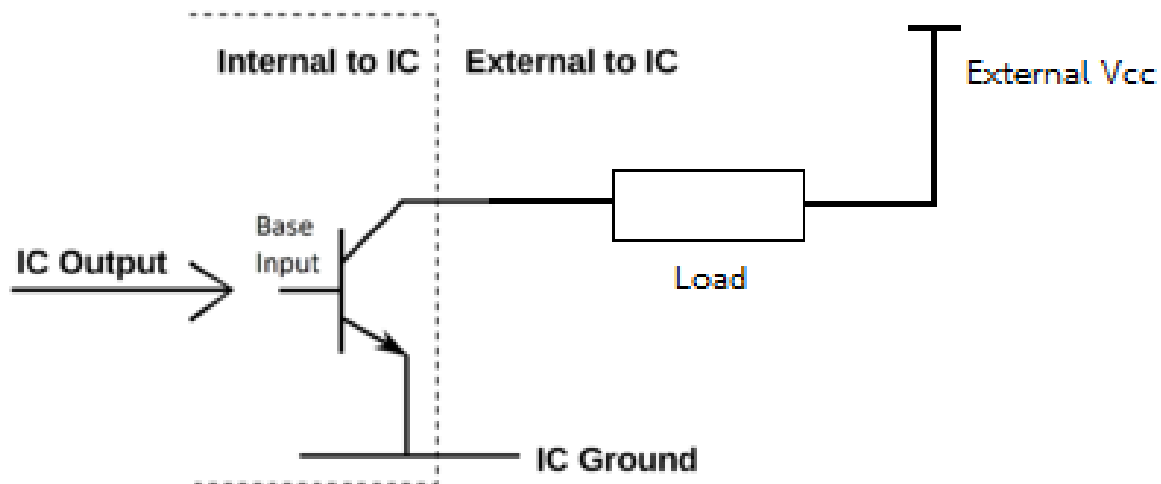 Internal to IC
External to IC
External Vcc
Base
Input
IC Output
Load
IC Ground